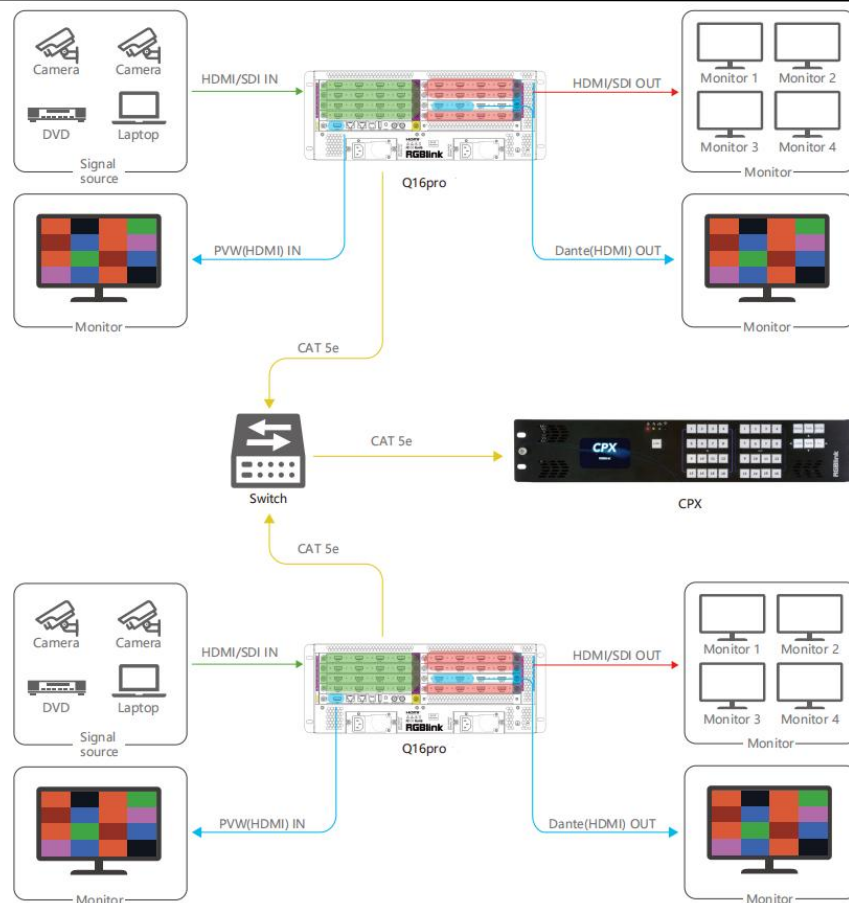 Camera
Camera
DVD
Laptop
Signal
source
HDMI/SDI IN
RGBlink
Q16pro
HDMI/SDI OUT
Monitor 1
Monitor 2
Monitor 3
Monitor 4
Monitor
PVW(HDMI) IN
Monitor
Dante(HDMI) OUT
Monitor
CAT 5e
CAT 5e
Switch
CPX
RGBlink
CPX
CAT 5e
Camera
Camera
DVD
Laptop
Signal
source
HDMI/SDI IN
RGBlink
Q16pro
HDMI/SDI OUT
Monitor 1
Monitor 2
Monitor 3
Monitor 4
Monitor
PVW(HDMI) IN
Monitor
Dante(HDMI) OUT
Monitor